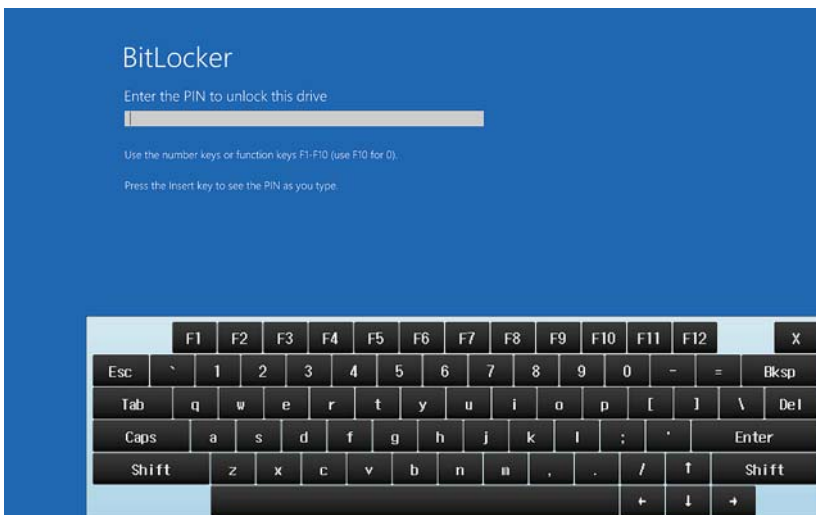 BitLocker
Enter the PIN to unlock this drive
Use the number keys or function keys F1-F10 (use F10 for 0).
Press the Insert key to see the PIN as you type.
F1 F2 F3 F4 F5 F6 F7 F8 F9 F10 F11 F12 X
Esc ` 1 2 3 4 5 6 7 8 9 0 - = Bksp
Tab q w e r t y u i o p [ ] \ Del
Caps a s d f g h j k l ; ' Enter
Shift z x c v b n m , . / ↑ Shift
← ↓ →